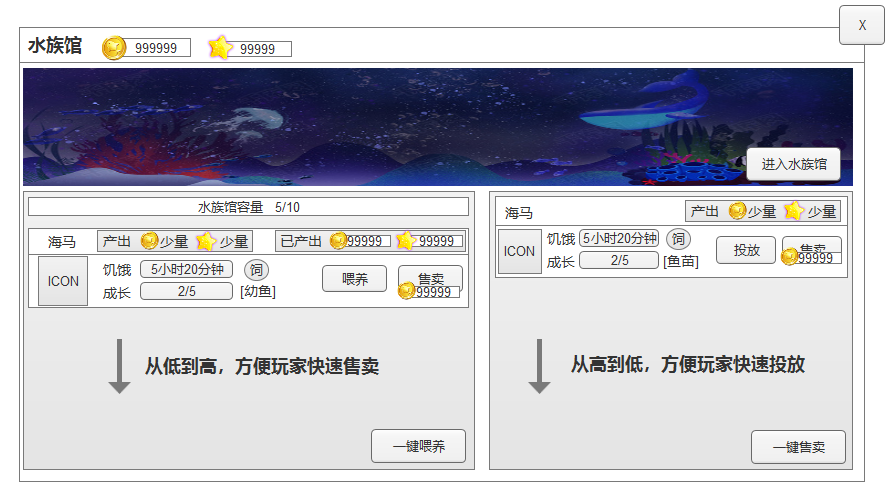 X
水族馆 999999 99999
进入水族馆
水族馆容量 5/10
海马 产出 少量 少量 已产出 99999 99999
ICON 饥饿 5小时20分钟 饲 喂养 售卖
成长 2/5 [幼鱼] 99999
从低到高，方便玩家快速售卖
一键喂养
海马 产出 少量 少量
ICON 饥饿 5小时20分钟 饲 投放 售卖
成长 2/5 [鱼苗] 99999
从高到低，方便玩家快速投放
一键售卖